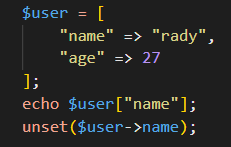 $user = [
    "name" => "rady",
    "age" => 27
];
echo $user["name"];
unset($user->name);